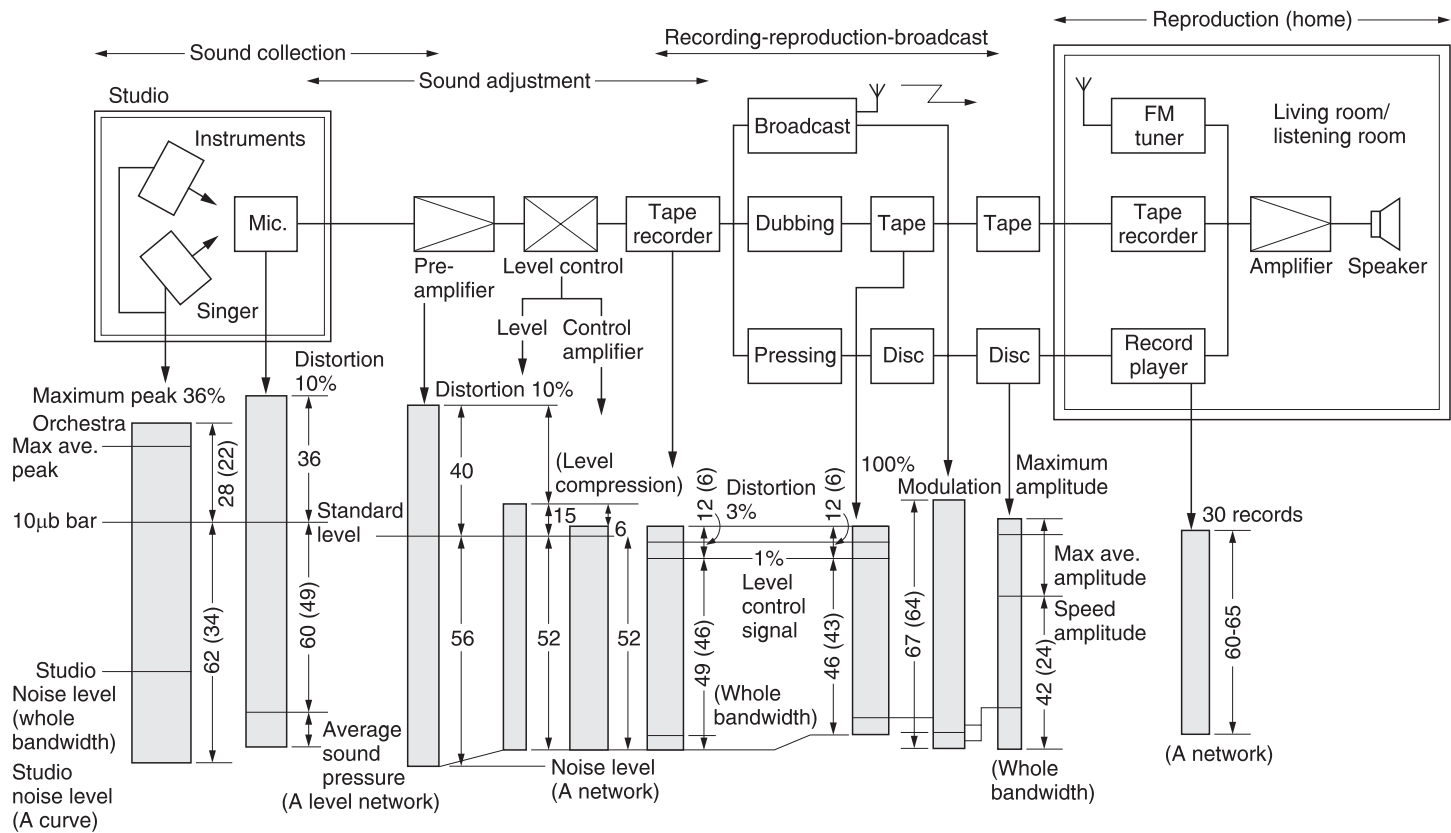 Reproduction (home)
Recording-reproduction-broadcast
Sound collection
Sound adjustment
Studio
Instruments
Singer
Mic.
Pre-
amplifier
Level control
Level
Control
amplifier
Tape
recorder
Broadcast
Dubbing
Pressing
Tape
Disc
Tape
Disc
FM
tuner
Tape
recorder
Record
player
Living room/
listening room
Amplifier
Speaker
Maximum peak 36%
Orchestra
Max ave.
peak
10μb bar
Studio
Noise level
(whole
bandwidth)
Studio
noise level
(A curve)
28 (22)
62 (34)
Distortion
10%
36
60 (49)
Standard
level
Average
sound
pressure
(A level network)
Distortion 10%
40
56
(Level
compression)
15
52
6
52
Noise level
(A network)
12 (6)
Distortion
3%
1%
Level
control
signal
49 (46)
(Whole
bandwidth)
12 (6)
46 (43)
100%
Modulation
67 (64)
Maximum
amplitude
Max ave.
amplitude
Speed
amplitude
42 (24)
(Whole
bandwidth)
30 records
60-65
(A network)